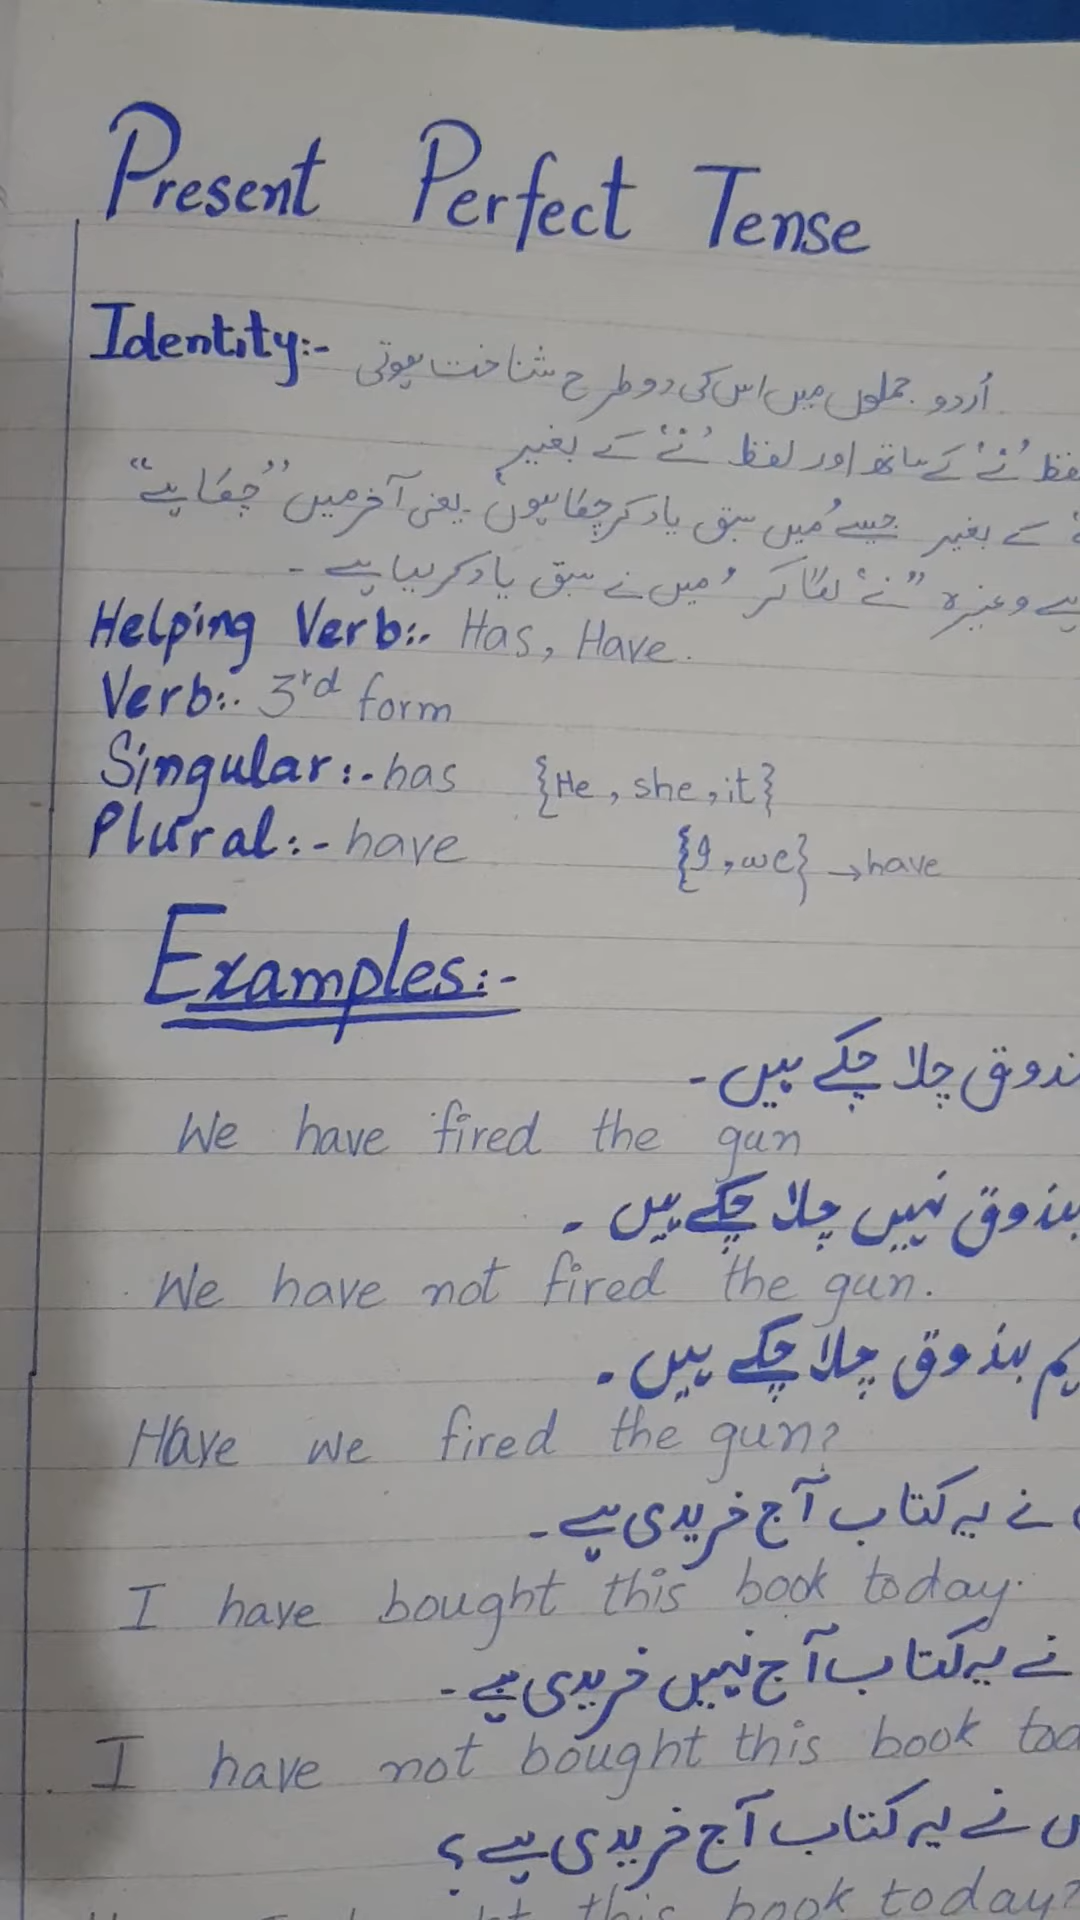 Present Perfect Tense
Identity:- اُردو جملوں میں اس کی دو طرح شناخت ہوتی
لفظ "نے" کے ساتھ اور لفظ "نے" کے بغیر
کے بغیر جیسے میں سبق یاد کر چکا ہوں یعنی آخر میں "چکا ہے"
ہے وغیرہ "نے" لگا کر میں نے سبق یاد کر لیا ہے -
Helping Verb:- Has, Have.
Verb:- 3rd form
Singular:- has {He, she, it}
Plural:- have {I, we} → have
Examples:-
چلا چکے ہیں -
We have fired the gun
نہیں چلا چکے ہیں -
We have not fired the gun.
ہم بندوق چلا چکے ہیں -
Have we fired the gun?
نے یہ کتاب آج خریدی ہے -
I have bought this book today.
نے یہ کتاب آج نہیں خریدی ہے -
I have not bought this book
نے یہ کتاب آج خریدی ہے؟
this book today?